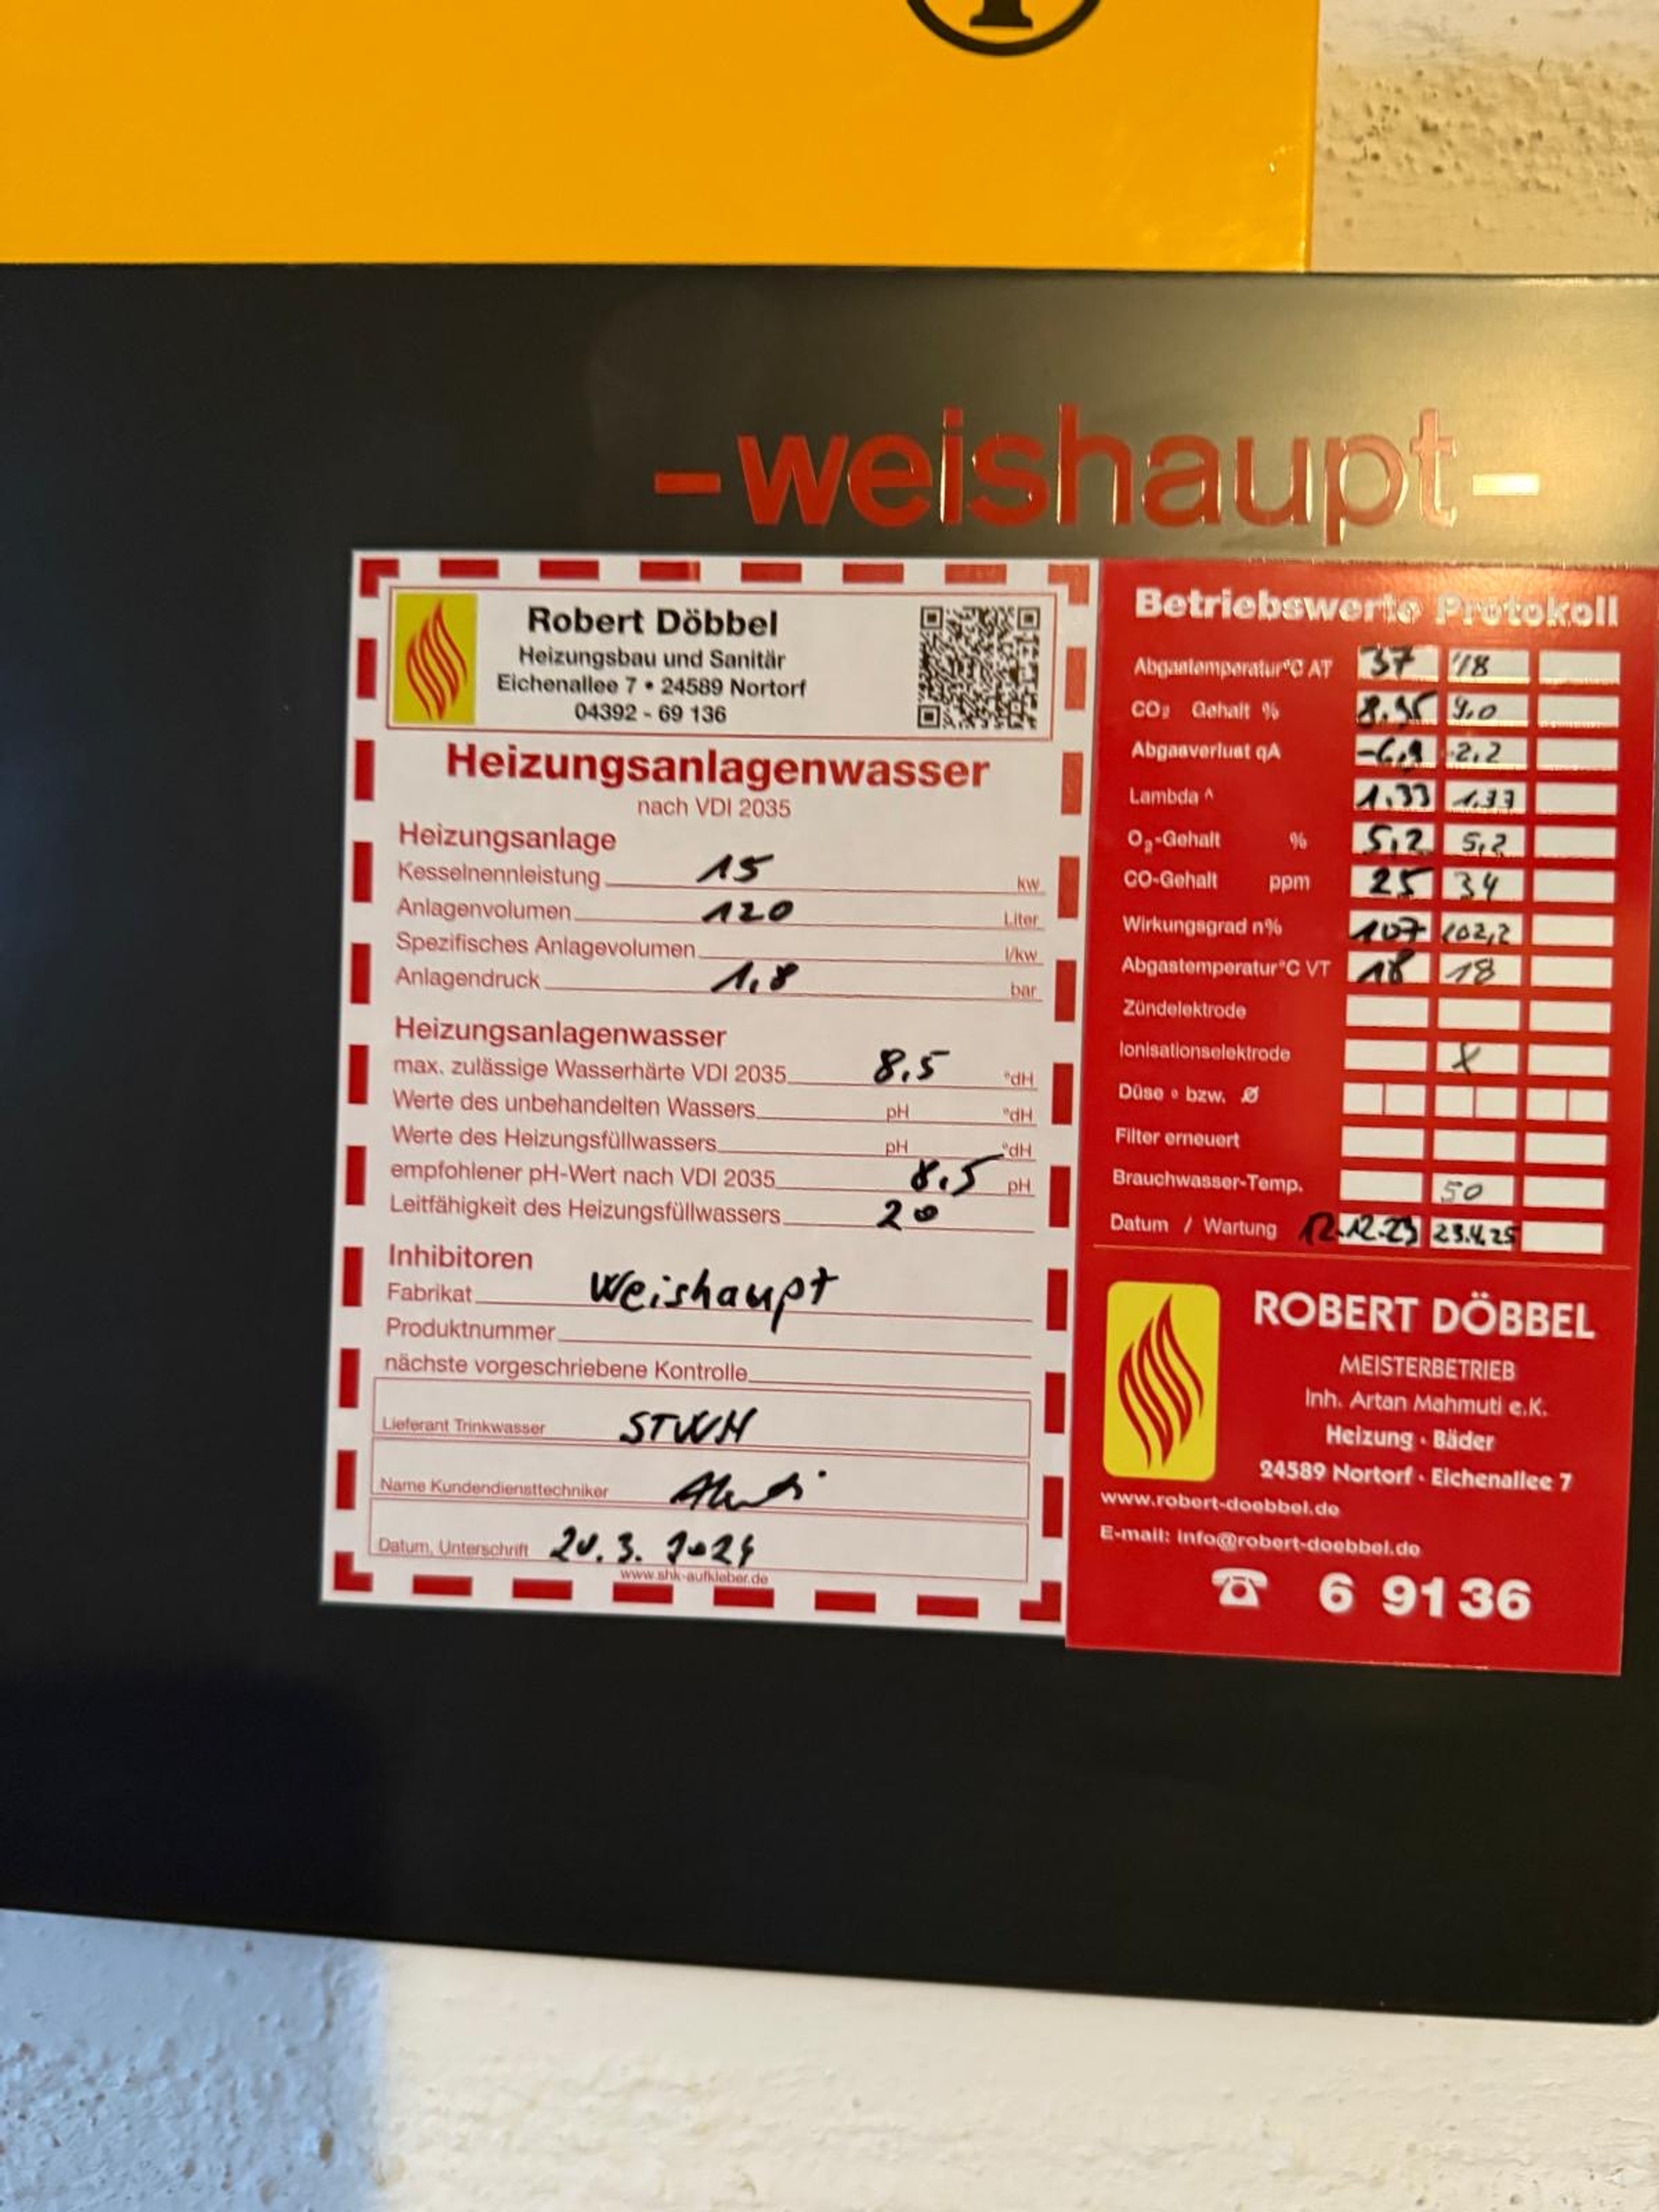 -weishaupt-
Robert Döbbel
Heizungsbau und Sanitär
Eichenallee 7 • 24589 Nortorf
04392 - 69 136
Heizungsanlagenwasser
nach VDI 2035
Heizungsanlage
Kesselnennleistung 15 kw
Anlagenvolumen 120 Liter
Spezifisches Anlagevolumen l/kw
Anlagendruck 1,8 bar
Heizungsanlagenwasser
max. zulässige Wasserhärte VDI 2035 8,5 °dH
Werte des unbehandelten Wassers pH °dH
Werte des Heizungsfüllwassers pH °dH
empfohlener pH-Wert nach VDI 2035 8,5 pH
Leitfähigkeit des Heizungsfüllwassers 20
Inhibitoren
Fabrikat Weishaupt
Produktnummer
nächste vorgeschriebene Kontrolle
Lieferant Trinkwasser STWN
Name Kundendiensttechniker
Datum, Unterschrift 20. 3. 2024
www.shk-aufkleber.de
Betriebswerte Protokoll
Abgastemperatur°C AT 37 48
CO₂ Gehalt % 8.95 9,0
Abgasverlust qA -6,9 -2,2
Lambda ^ 1.33 1,33
O₂-Gehalt % 5,2 5,2
CO-Gehalt ppm 25 34
Wirkungsgrad n% 107 102,2
Abgastemperatur°C VT 18 18
Zündelektrode
Ionisationselektrode X
Düse ° bzw. Ø
Filter erneuert
Brauchwasser-Temp. 50
Datum / Wartung 12.12.23 23.4.25
ROBERT DÖBBEL
MEISTERBETRIEB
Inh. Artan Mahmuti e.K.
Heizung · Bäder
24589 Nortorf · Eichenallee 7
www.robert-doebbel.de
E-mail: info@robert-doebbel.de
☎ 6 91 36